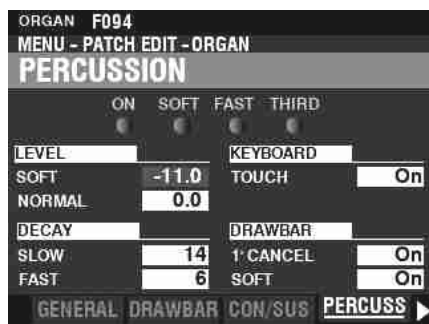 ORGAN F094
MENU - PATCH EDIT - ORGAN
PERCUSSION
ON SOFT FAST THIRD
LEVEL KEYBOARD
SOFT -11.0 TOUCH On
NORMAL 0.0
DECAY DRAWBAR
SLOW 14 1' CANCEL On
FAST 6 SOFT On
GENERAL DRAWBAR CON/SUS PERCUSS